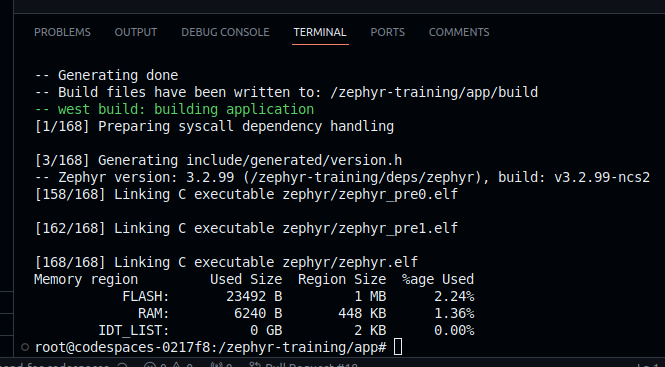 PROBLEMS OUTPUT DEBUG CONSOLE TERMINAL PORTS COMMENTS
-- Generating done
-- Build files have been written to: /zephyr-training/app/build
-- west build: building application
[1/168] Preparing syscall dependency handling
[3/168] Generating include/generated/version.h
-- Zephyr version: 3.2.99 (/zephyr-training/deps/zephyr), build: v3.2.99-ncs2
[158/168] Linking C executable zephyr/zephyr_pre0.elf
[162/168] Linking C executable zephyr/zephyr_pre1.elf
[168/168] Linking C executable zephyr/zephyr.elf
Memory region Used Size Region Size %age Used
FLASH: 23492 B 1 MB 2.24%
RAM: 6240 B 448 KB 1.36%
IDT_LIST: 0 GB 2 KB 0.00%
root@codespaces-0217f8:/zephyr-training/app#